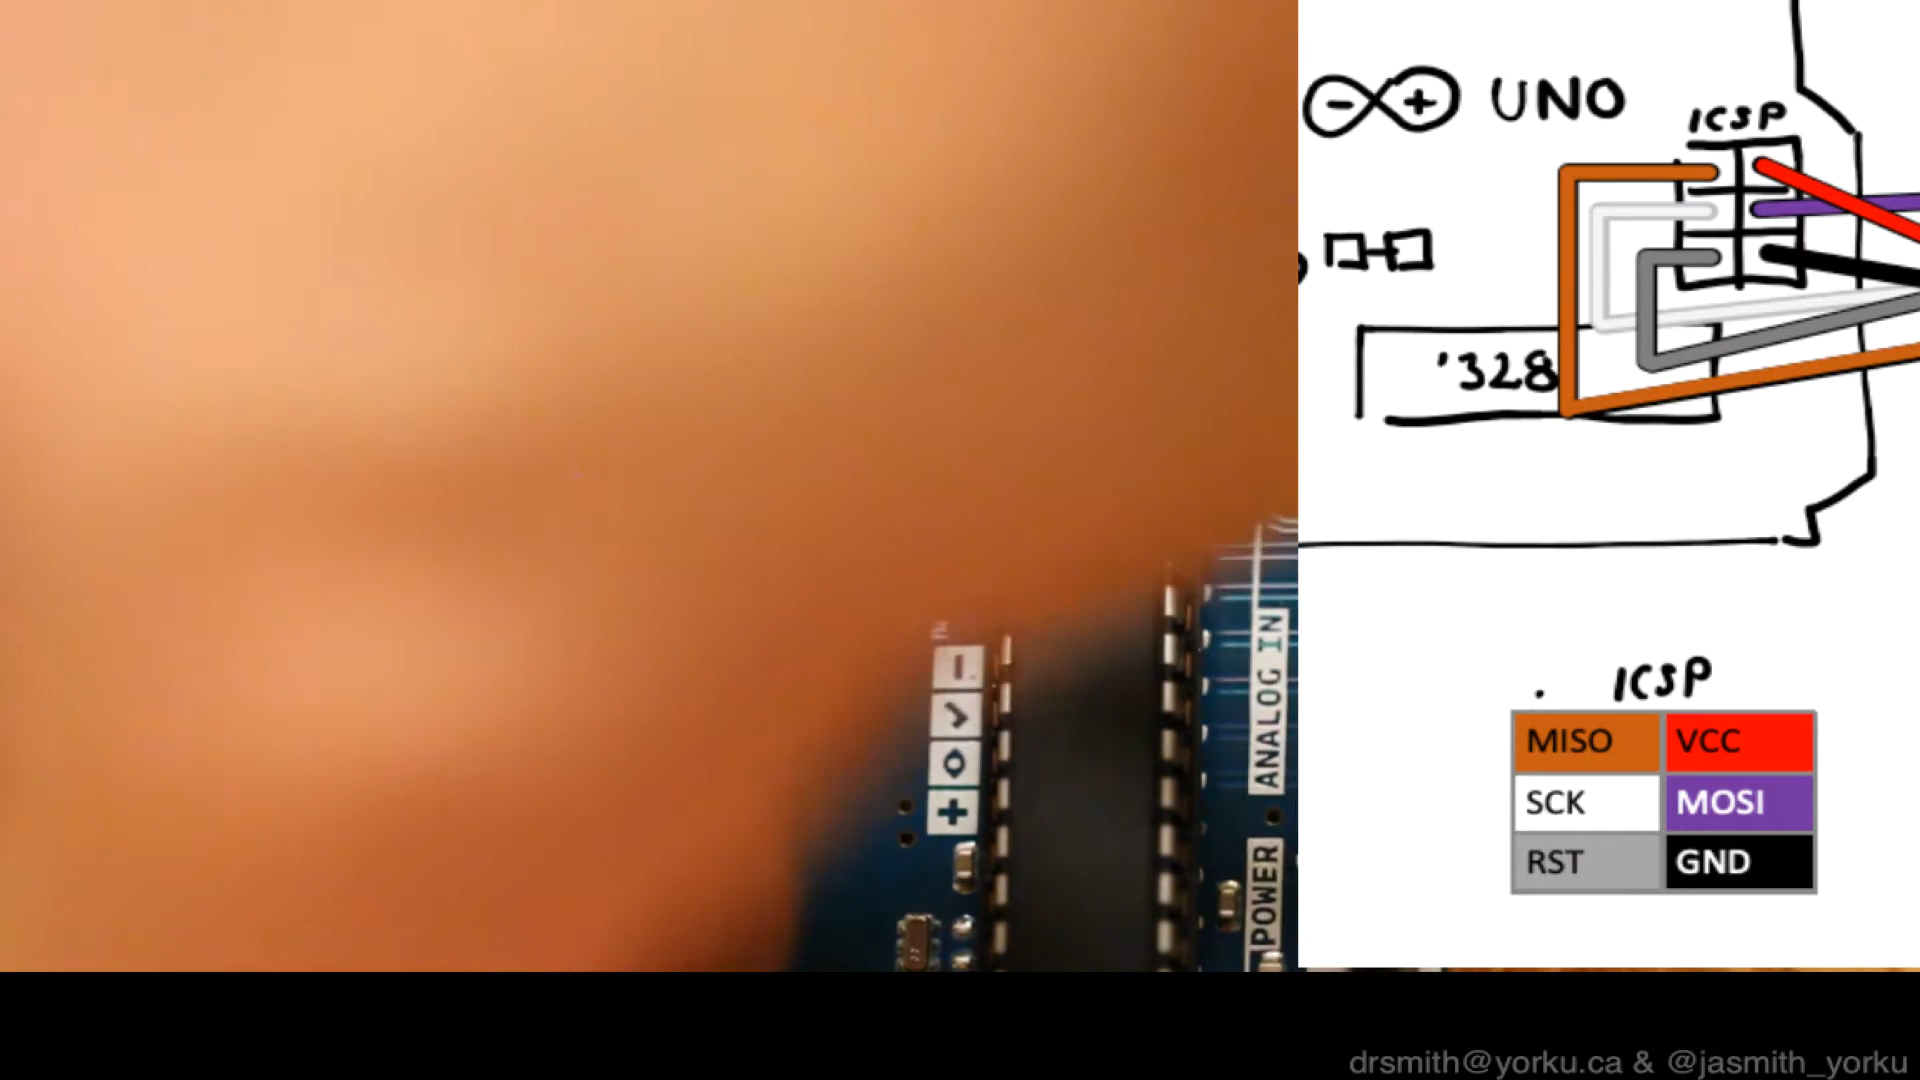 UNO
ICSP
'328
ANALOG IN
POWER
ICSP
MISO VCC
SCK MOSI
RST GND
drsmith@yorku.ca & @jasmith_yorku